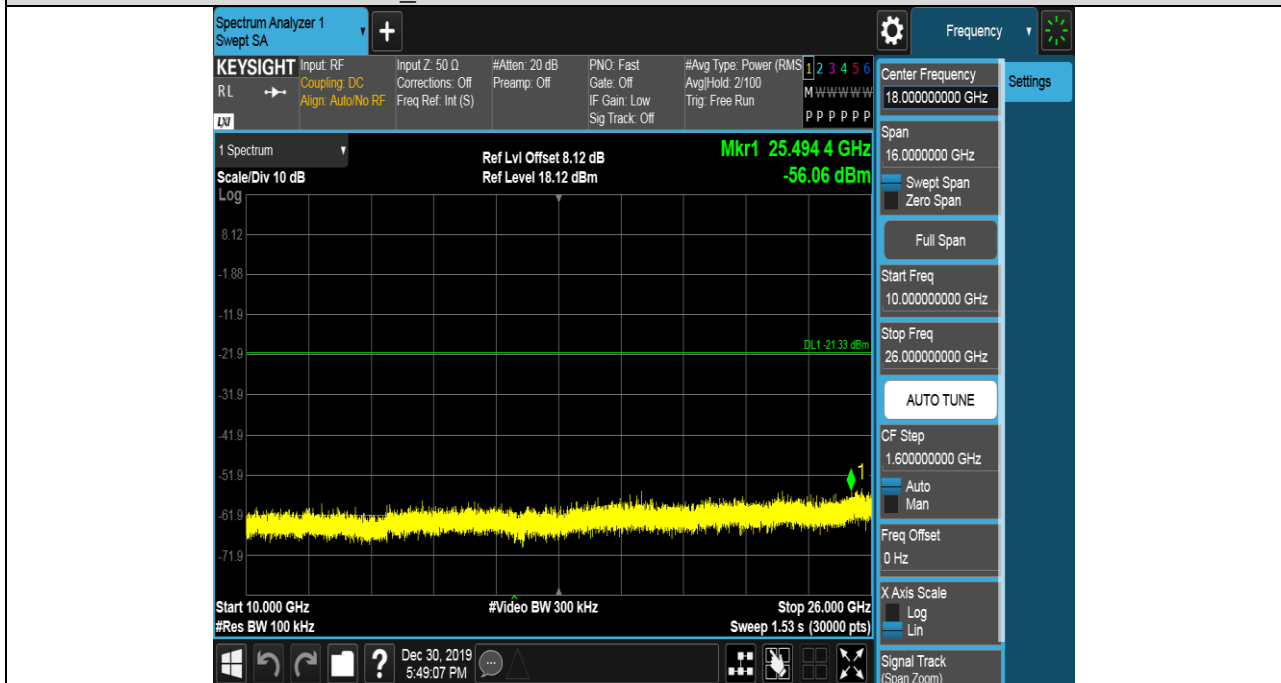 Spectrum Analyzer 1
Swept SA
+
Frequency
KEYSIGHT
RL
LXI
Input: RF
Coupling: DC
Align: Auto/No RF
Input Z: 50 Ω
Corrections: Off
Freq Ref: Int (S)
#Atten: 20 dB
Preamp: Off
PNO: Fast
Gate: Off
IF Gain: Low
Sig Track: Off
#Avg Type: Power (RMS
Avg|Hold: 2/100
Trig: Free Run
1 2 3 4 5 6
M W W W W W
P P P P P P
1 Spectrum
Scale/Div 10 dB
Ref Lvl Offset 8.12 dB
Ref Level 18.12 dBm
Mkr1 25.494 4 GHz
-56.06 dBm
Log
8.12
-1.88
-11.9
-21.9
-31.9
-41.9
-51.9
-61.9
-71.9
DL1 -21.33 dBm
1
Start 10.000 GHz
#Res BW 100 kHz
#Video BW 300 kHz
Stop 26.000 GHz
Sweep 1.53 s (30000 pts)
?
Dec 30, 2019
5:49:07 PM
Center Frequency
18.000000000 GHz
Span
16.0000000 GHz
Swept Span
Zero Span
Full Span
Start Freq
10.000000000 GHz
Stop Freq
26.000000000 GHz
AUTO TUNE
CF Step
1.600000000 GHz
Auto
Man
Freq Offset
0 Hz
X Axis Scale
Log
Lin
Signal Track
(Span Zoom)
Settings